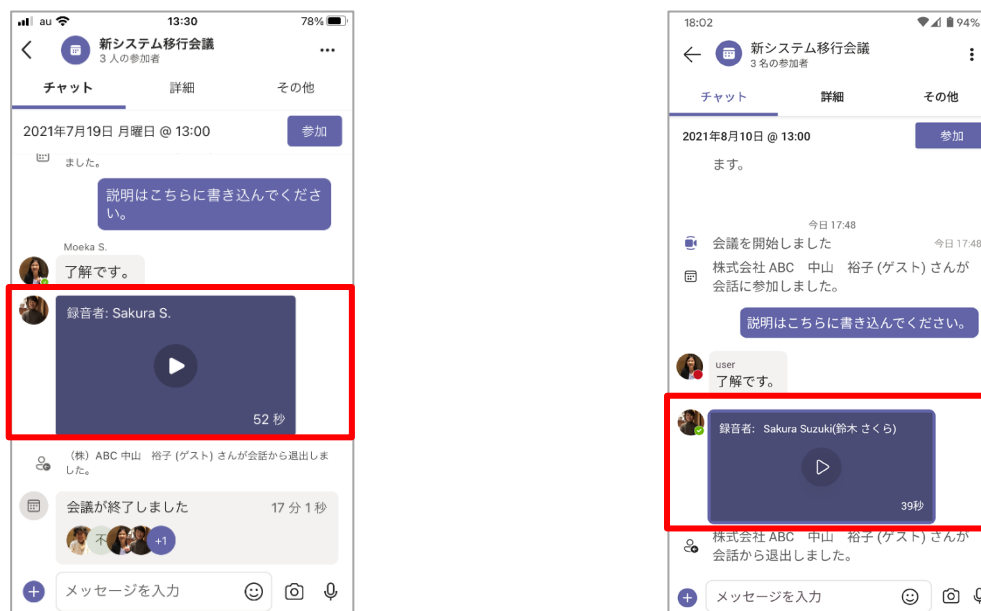 au
13:30
78%
新システム移行会議
3 人の参加者
チャット
詳細
その他
2021年7月19日 月曜日 @ 13:00
参加
ました。
説明はこちらに書き込んでくださ
い。
Moeka S.
了解です。
録音者: Sakura S.
52 秒
（株）ABC 中山　裕子 (ゲスト) さんが会話から退出しま
した。
会議が終了しました
17 分 1 秒
不
+1
メッセージを入力
18:02
94%
新システム移行会議
3 名の参加者
チャット
詳細
その他
2021年8月10日 @ 13:00
参加
ます。
今日 17:48
会議を開始しました
今日 17:48
株式会社 ABC　中山　裕子 (ゲスト) さんが
会話に参加しました。
説明はこちらに書き込んでください。
user
了解です。
録音者:　Sakura Suzuki(鈴木 さくら)
39秒
株式会社 ABC　中山　裕子 (ゲスト) さんが
会話から退出しました。
メッセージを入力